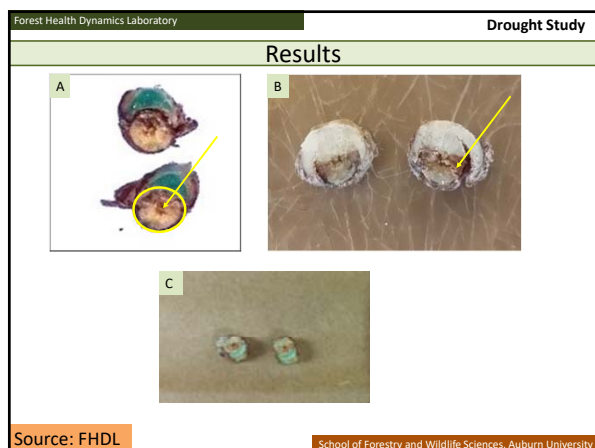 Forest Health Dynamics Laboratory
Drought Study
Results
A
B
C
Source: FHDL
School of Forestry and Wildlife Sciences, Auburn University